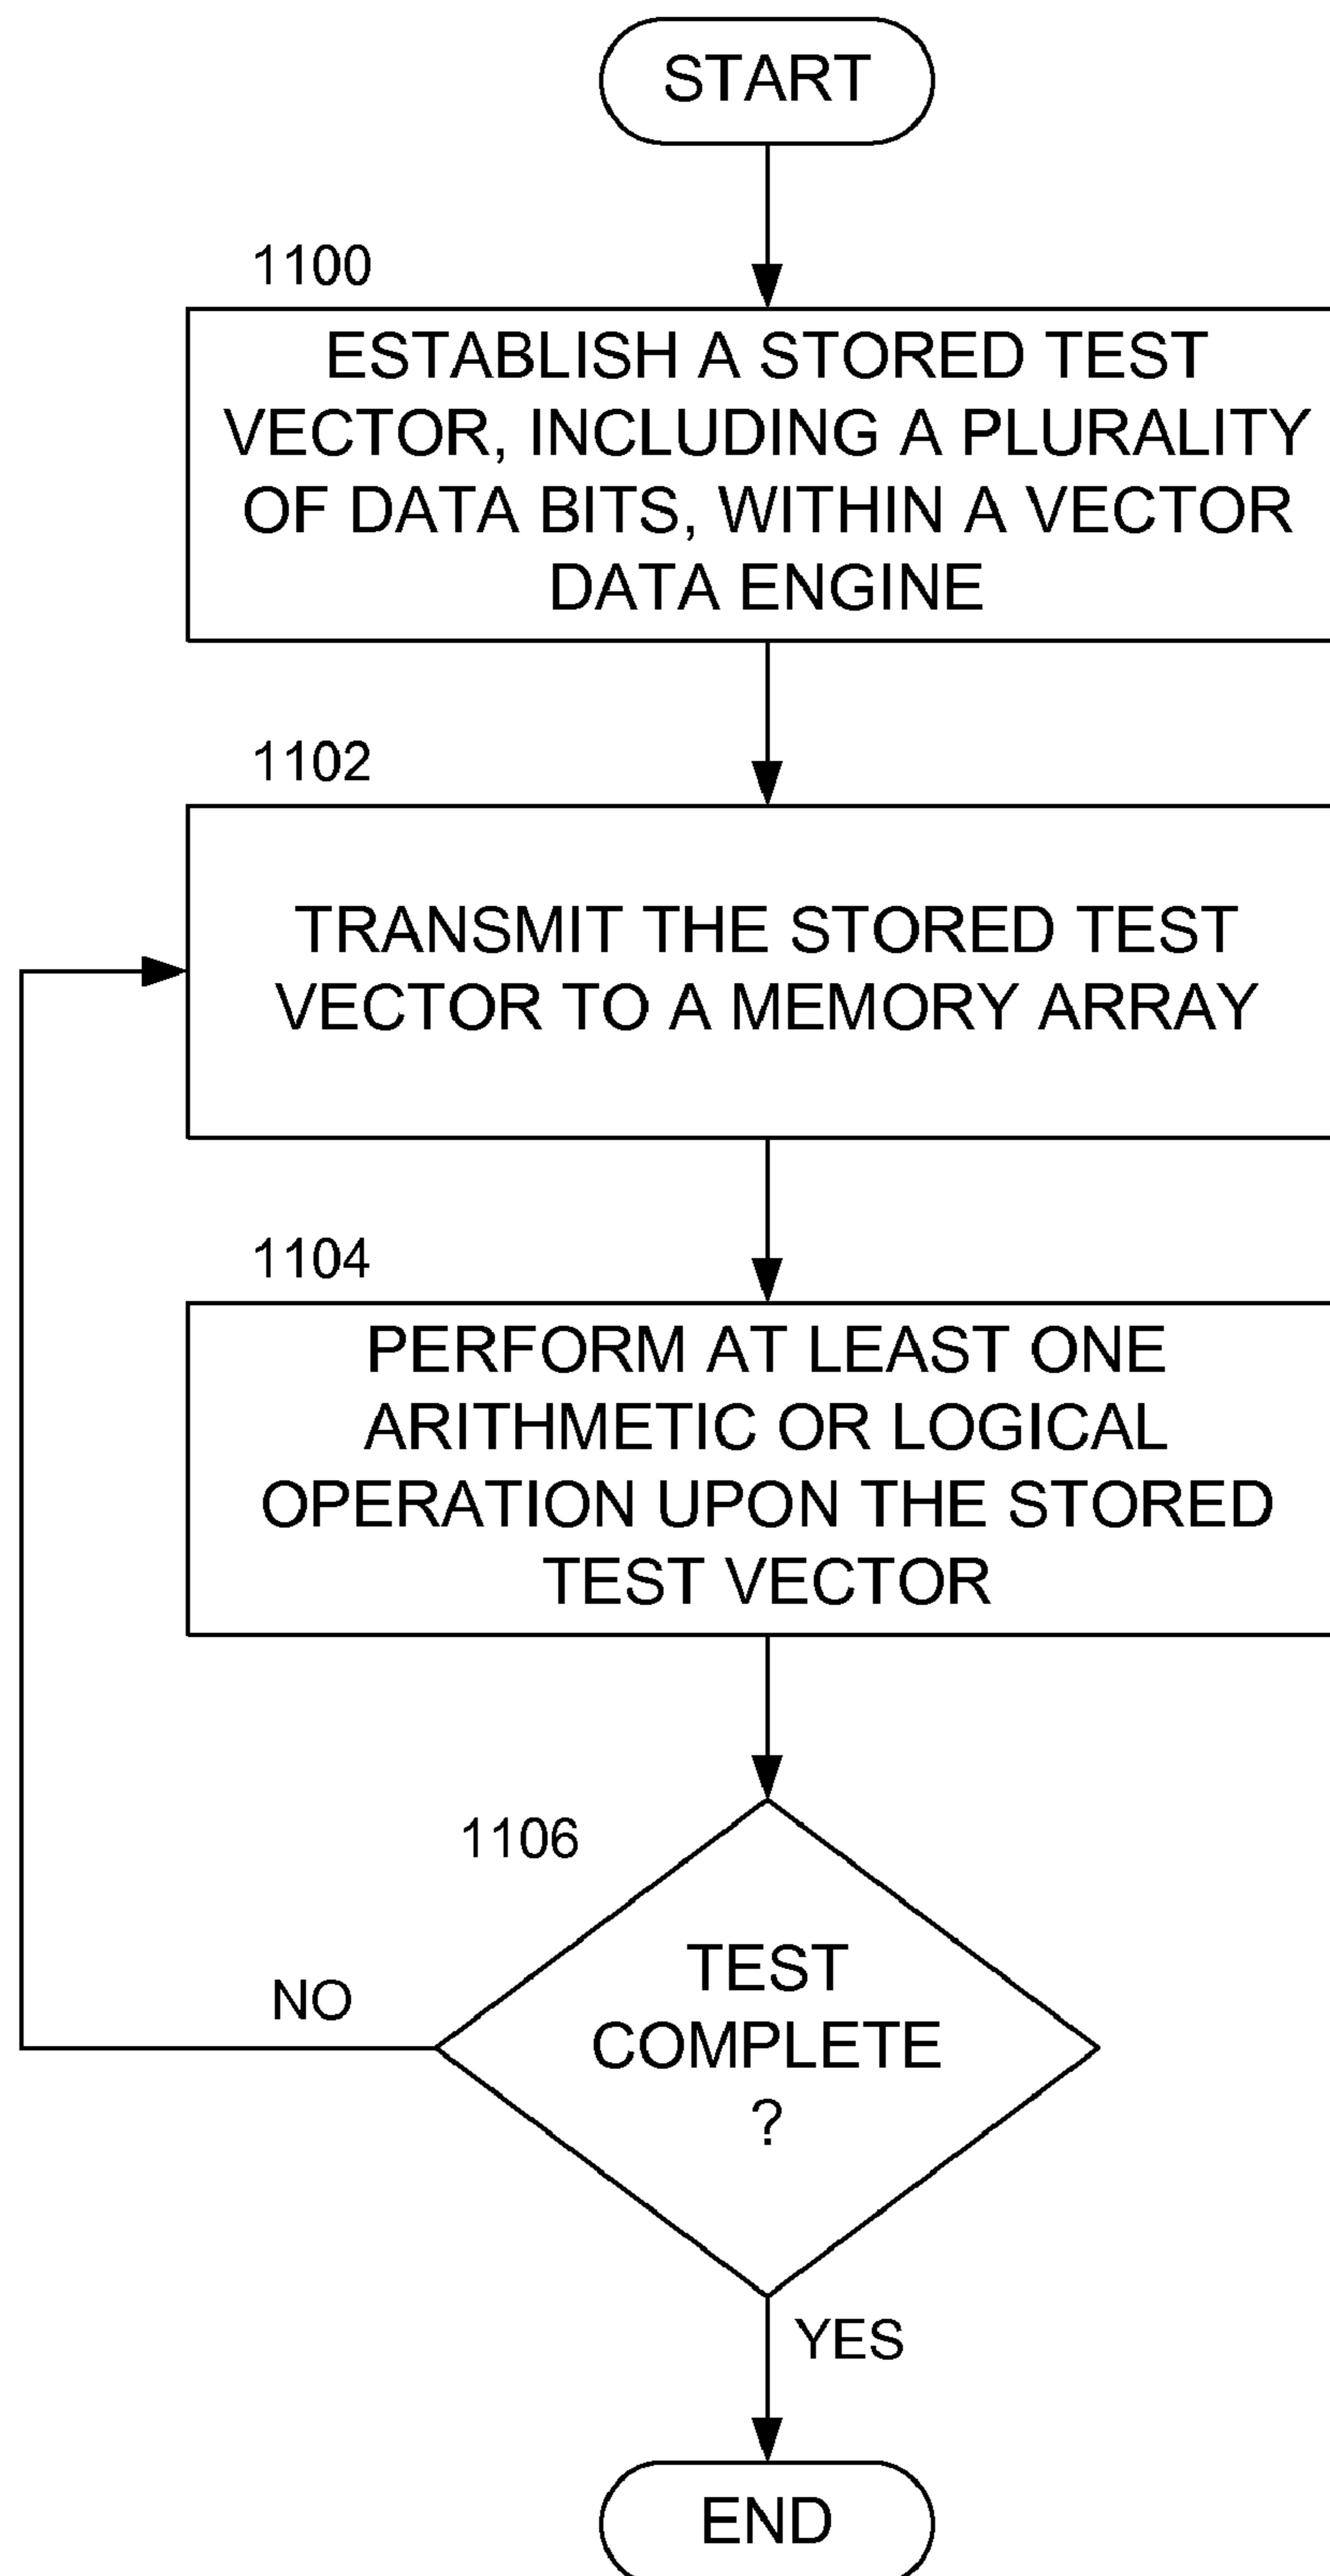 START
1100
ESTABLISH A STORED TEST
VECTOR, INCLUDING A PLURALITY
OF DATA BITS, WITHIN A VECTOR
DATA ENGINE
1102
TRANSMIT THE STORED TEST
VECTOR TO A MEMORY ARRAY
1104
PERFORM AT LEAST ONE
ARITHMETIC OR LOGICAL
OPERATION UPON THE STORED
TEST VECTOR
1106
TEST
COMPLETE
?
NO
YES
END